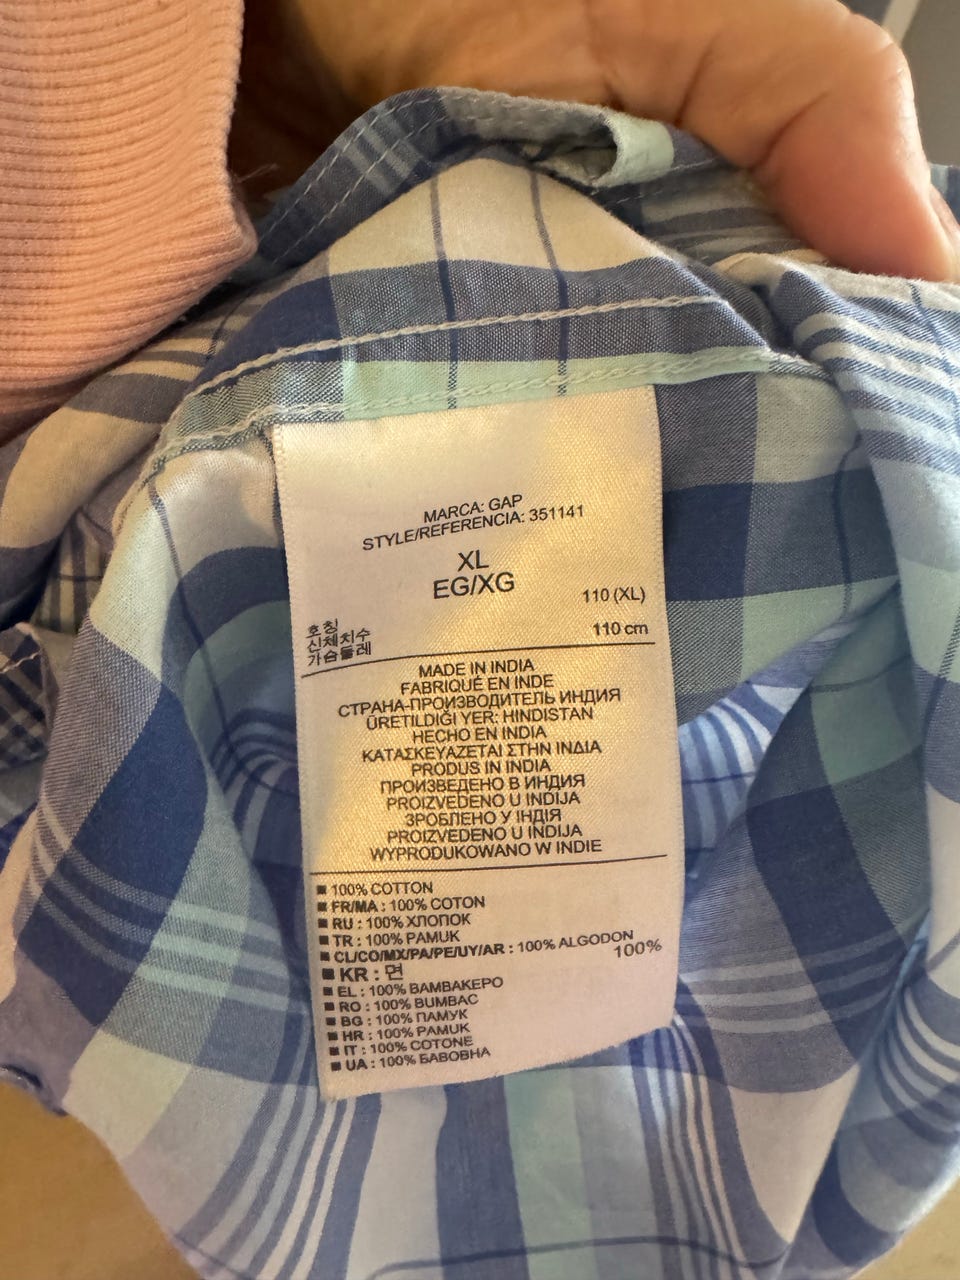 MARCA: GAP
STYLE/REFERENCIA: 351141
XL
EG/XG
호칭 110 (XL)
신체치수
가슴둘레 110 cm
MADE IN INDIA
FABRIQUÉ EN INDE
СТРАНА-ПРОИЗВОДИТЕЛЬ ИНДИЯ
ÜRETILDIĞI YER: HINDISTAN
HECHO EN INDIA
ΚΑΤΑΣΚΕΥΑΖΕΤΑΙ ΣΤΗΝ ΙΝΔΙΑ
PRODUS IN INDIA
ПРОИЗВЕДЕНО В ИНДИЯ
PROIZVEDENO U INDIJA
ЗРОБЛЕНО У ІНДІЯ
PROIZVEDENO U INDIJA
WYPRODUKOWANO W INDIE
■ 100% COTTON
■ FR/MA : 100% COTON
■ RU : 100% ХЛОПОК
■ TR : 100% PAMUK
■ CL/CO/MX/PA/PE/UY/AR : 100% ALGODON
■ KR : 면 100%
■ EL : 100% ΒΑΜΒΑΚΕΡΟ
■ RO : 100% BUMBAC
■ BG : 100% ПАМУК
■ HR : 100% PAMUK
■ IT : 100% COTONE
■ UA : 100% БАВОВНА